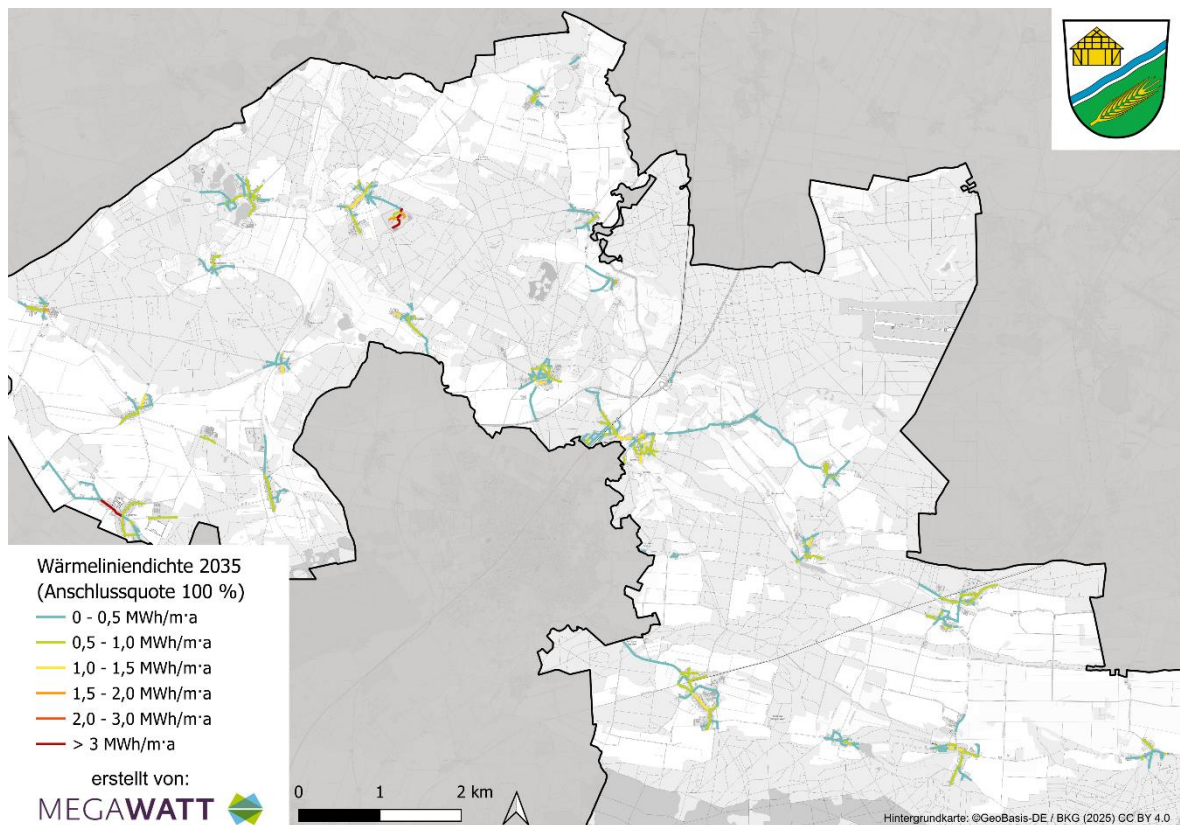 Wärmeliniendichte 2035
(Anschlussquote 100 %)
0 - 0,5 MWh/m·a
0,5 - 1,0 MWh/m·a
1,0 - 1,5 MWh/m·a
1,5 - 2,0 MWh/m·a
2,0 - 3,0 MWh/m·a
> 3 MWh/m·a
erstellt von:
MEGAWATT
0 1 2 km
Hintergrundkarte: ©GeoBasis-DE / BKG (2025) CC BY 4.0